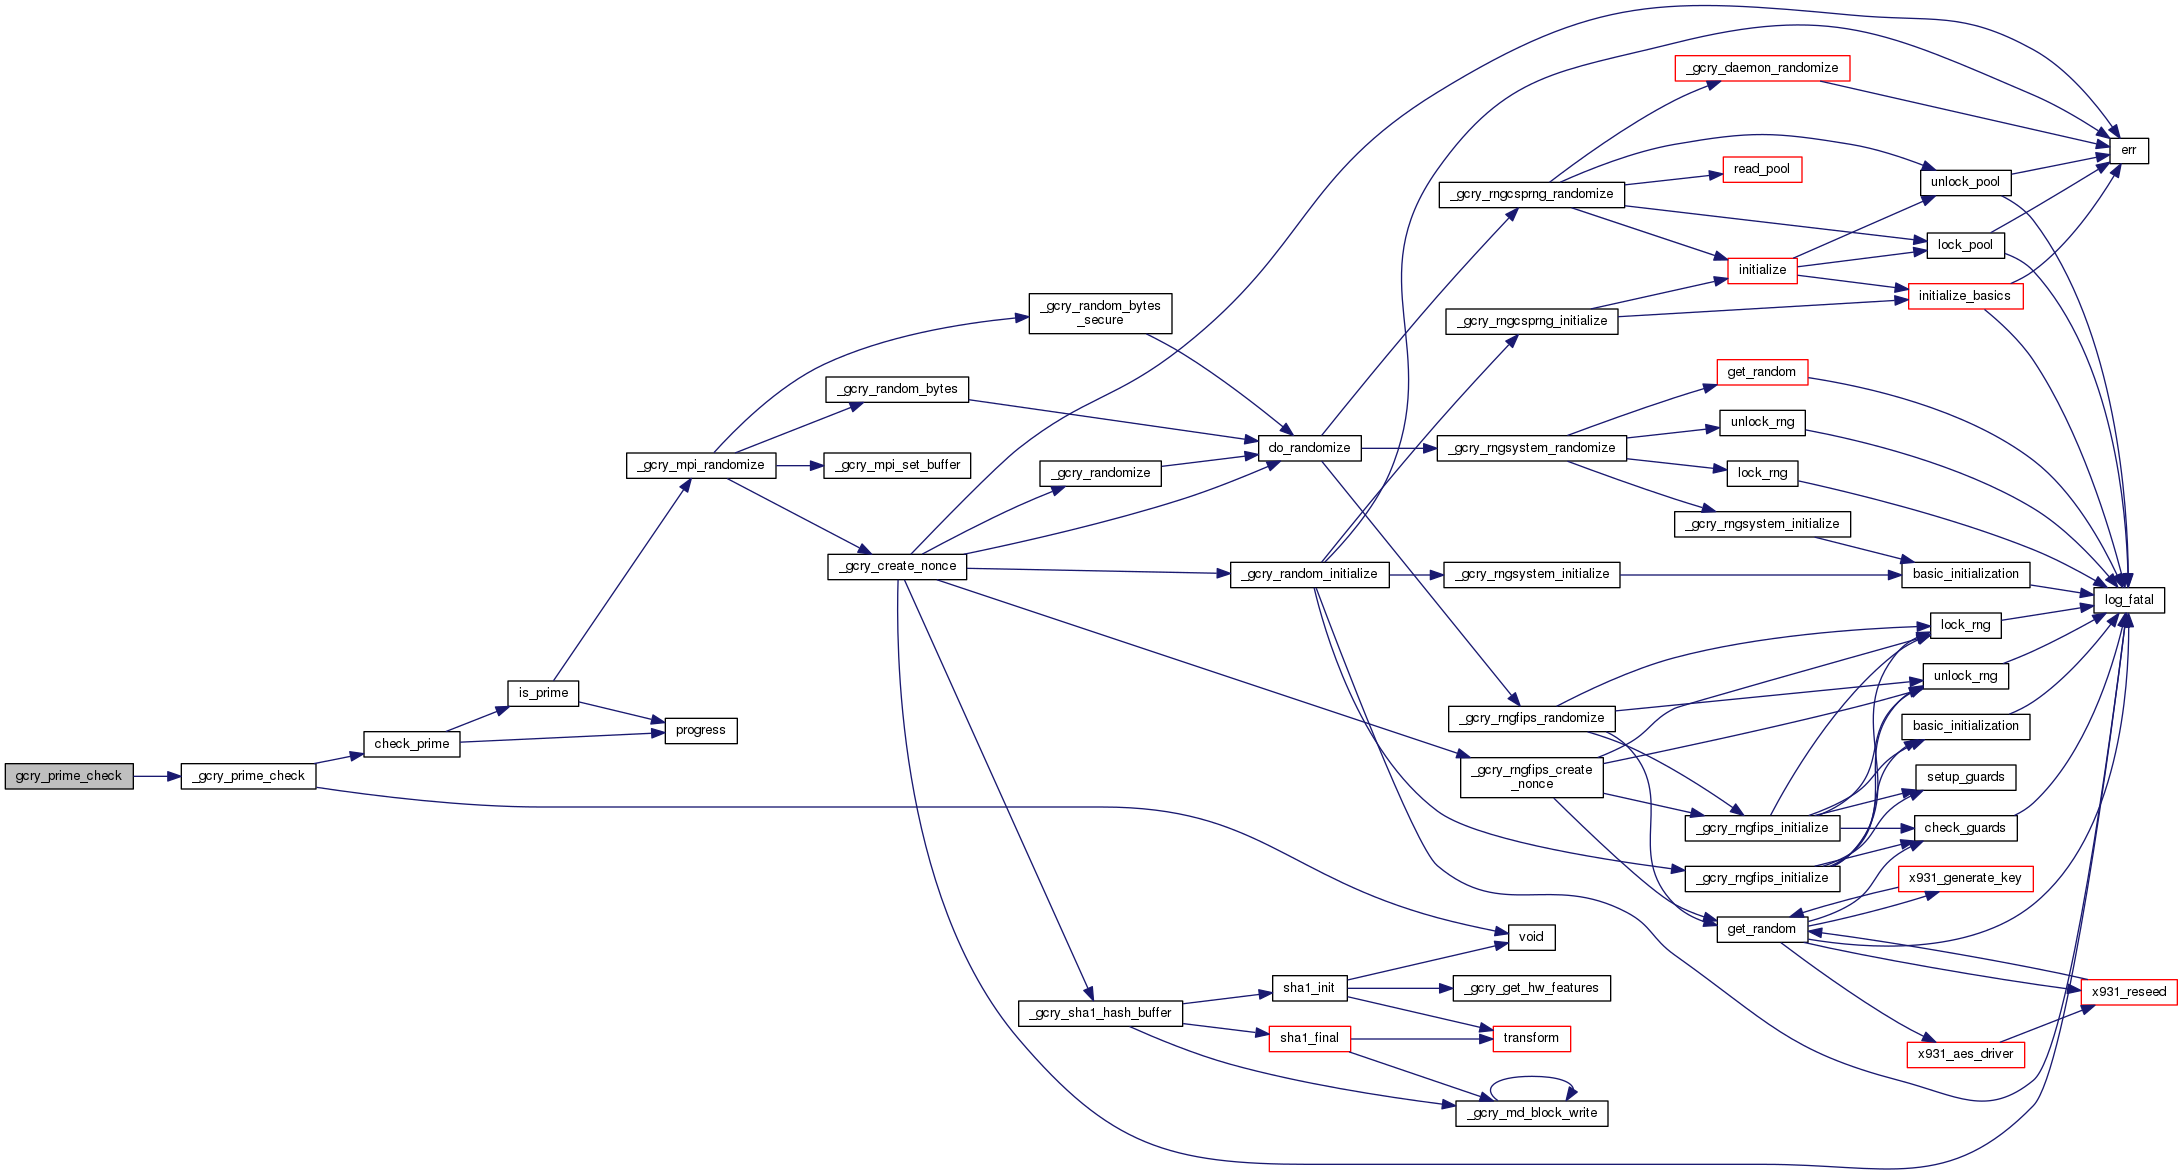 gcry_prime_check
_gcry_prime_check
check_prime
is_prime
progress
_gcry_mpi_randomize
_gcry_random_bytes
_secure
_gcry_random_bytes
_gcry_mpi_set_buffer
_gcry_create_nonce
_gcry_randomize
do_randomize
_gcry_random_initialize
_gcry_sha1_hash_buffer
sha1_init
sha1_final
_gcry_rngcsprng_randomize
_gcry_rngcsprng_initialize
_gcry_rngsystem_randomize
_gcry_rngsystem_initialize
_gcry_rngfips_randomize
_gcry_rngfips_create
_nonce
void
_gcry_get_hw_features
transform
_gcry_md_block_write
_gcry_daemon_randomize
read_pool
initialize
get_random
unlock_rng
lock_rng
_gcry_rngsystem_initialize
_gcry_rngfips_initialize
_gcry_rngfips_initialize
get_random
unlock_pool
lock_pool
initialize_basics
basic_initialization
lock_rng
unlock_rng
basic_initialization
setup_guards
check_guards
x931_generate_key
x931_aes_driver
err
log_fatal
x931_reseed